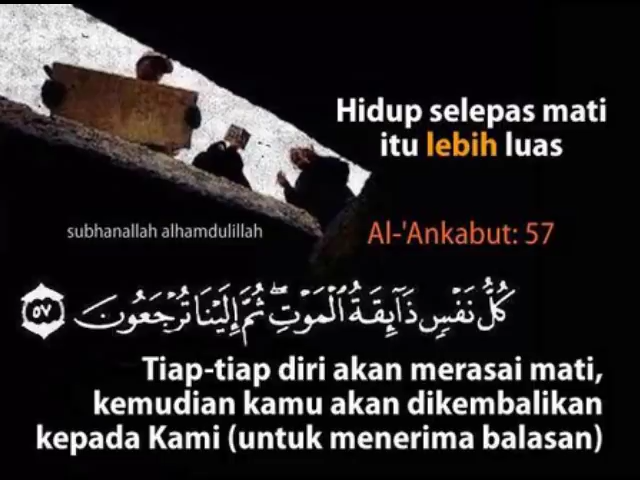 Hidup selepas mati
itu lebih luas
subhanallah alhamdulillah
Al-'Ankabut: 57
كُلُّ نَفْسٍ ذَآئِقَةُ ٱلْمَوْتِ ۖ ثُمَّ إِلَيْنَا تُرْجَعُونَ ٥٧
Tiap-tiap diri akan merasai mati,
kemudian kamu akan dikembalikan
kepada Kami (untuk menerima balasan)